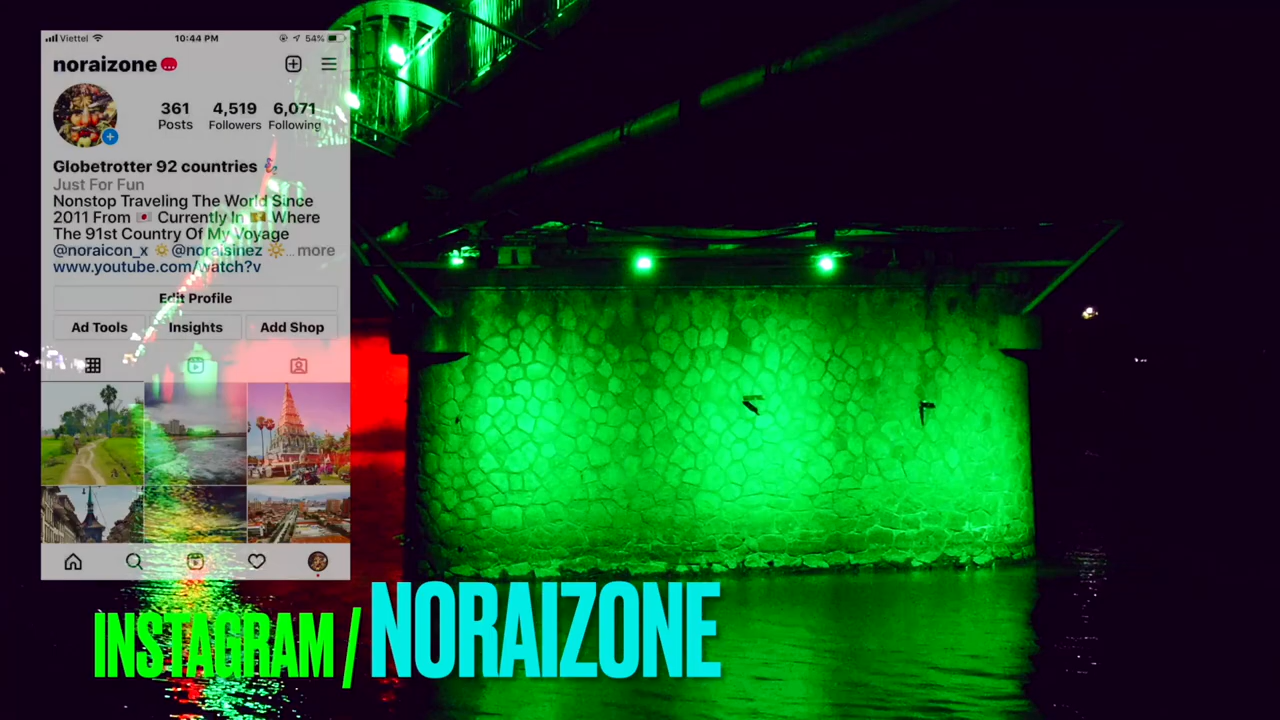 Viettel 10:44 PM 54%
noraizone
361 4,519 6,071
Posts Followers Following
Globetrotter 92 countries
Just For Fun
Nonstop Traveling The World Since
2011 From 🇯🇵 Currently In Where
The 91st Country Of My Voyage
@noraicon_x ☀️ @noraisinez ☀️... more
www.youtube.com/watch?v
Edit Profile
Ad Tools Insights Add Shop
INSTAGRAM / NORAIZONE